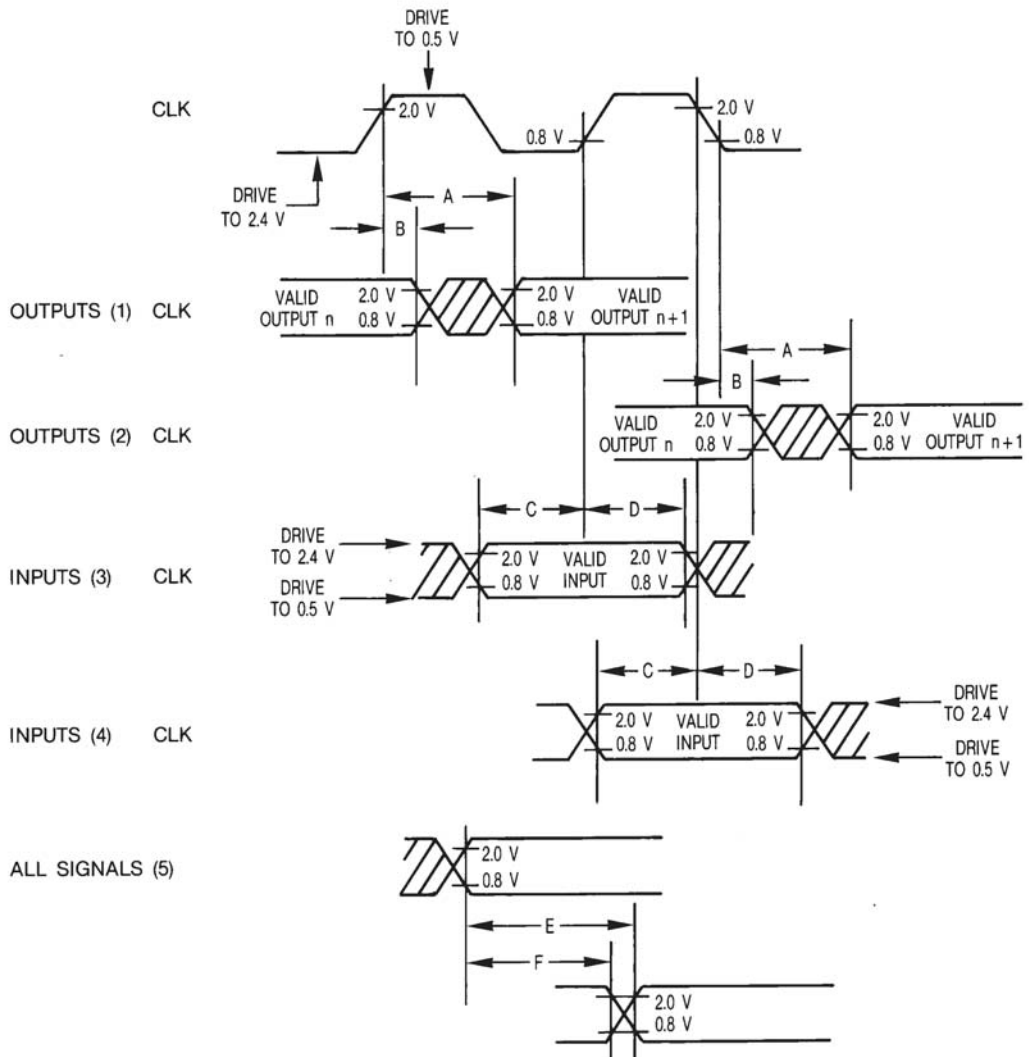 DRIVE
TO 0.5 V
CLK
2.0 V
2.0 V
0.8 V
0.8 V
DRIVE
TO 2.4 V
A
B
OUTPUTS (1) CLK
VALID
OUTPUT n
2.0 V
0.8 V
2.0 V
0.8 V
VALID
OUTPUT n+1
A
B
OUTPUTS (2) CLK
VALID
OUTPUT n
2.0 V
0.8 V
2.0 V
0.8 V
VALID
OUTPUT n+1
C
D
DRIVE
TO 2.4 V
INPUTS (3) CLK
2.0 V
0.8 V
VALID
INPUT
2.0 V
0.8 V
DRIVE
TO 0.5 V
C
D
INPUTS (4) CLK
2.0 V
0.8 V
VALID
INPUT
2.0 V
0.8 V
DRIVE
TO 2.4 V
DRIVE
TO 0.5 V
ALL SIGNALS (5)
2.0 V
0.8 V
E
F
2.0 V
0.8 V